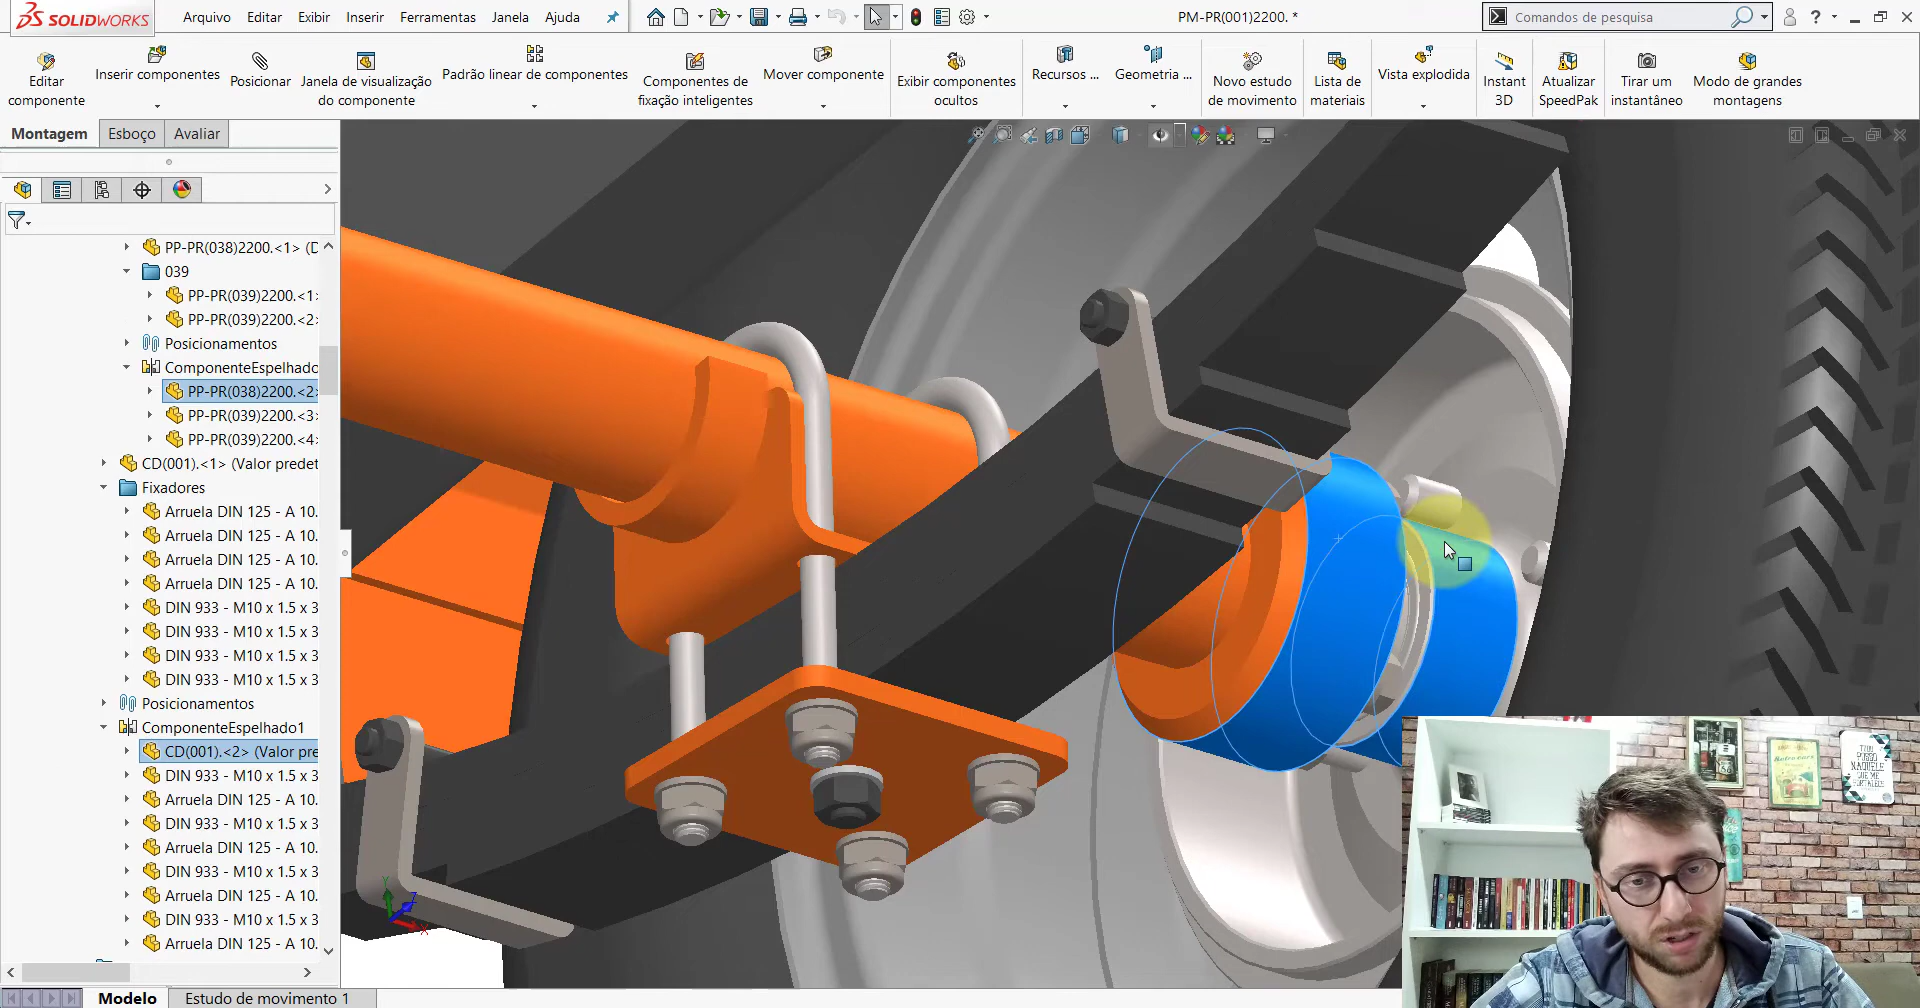 SOLIDWORKS
Arquivo Editar Exibir Inserir Ferramentas Janela Ajuda
PM-PR(001)2200. *
Comandos de pesquisa
Editar componente
Inserir componentes
Posicionar
Janela de visualização do componente
Padrão linear de componentes
Componentes de fixação inteligentes
Mover componente
Exibir componentes ocultos
Recursos ...
Geometria ...
Novo estudo de movimento
Lista de materiais
Vista explodida
Instant 3D
Atualizar SpeedPak
Tirar um instantâneo
Modo de grandes montagens
Montagem Esboço Avaliar
PP-PR(038)2200.<1> (D
039
PP-PR(039)2200.<1>
PP-PR(039)2200.<2>
Posicionamentos
ComponenteEspelhado
PP-PR(038)2200.<2>
PP-PR(039)2200.<3>
PP-PR(039)2200.<4>
CD(001).<1> (Valor predet
Fixadores
Arruela DIN 125 - A 10.
Arruela DIN 125 - A 10.
Arruela DIN 125 - A 10.
Arruela DIN 125 - A 10.
DIN 933 - M10 x 1.5 x 3
DIN 933 - M10 x 1.5 x 3
DIN 933 - M10 x 1.5 x 3
DIN 933 - M10 x 1.5 x 3
Posicionamentos
ComponenteEspelhado1
CD(001).<2> (Valor pre
DIN 933 - M10 x 1.5 x 3
Arruela DIN 125 - A 10.
DIN 933 - M10 x 1.5 x 3
Arruela DIN 125 - A 10.
DIN 933 - M10 x 1.5 x 3
Arruela DIN 125 - A 10.
DIN 933 - M10 x 1.5 x 3
Arruela DIN 125 - A 10.
Y
Z
X
Modelo Estudo de movimento 1
NAQUELE
QUE ME
FORTALECE